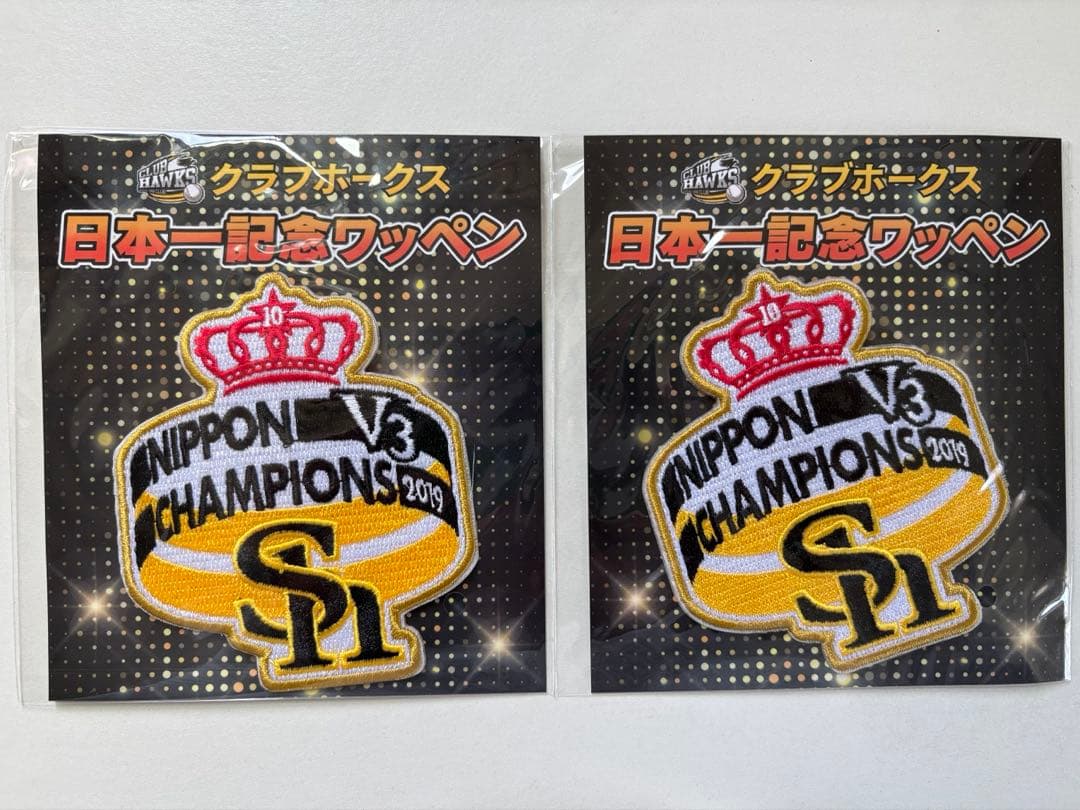 CLUB
HAWKS
クラブホークス
日本一記念ワッペン
10
NIPPON V3
CHAMPIONS 2019
Sh
CLUB
HAWKS
クラブホークス
日本一記念ワッペン
10
NIPPON V3
CHAMPIONS 2019
Sh